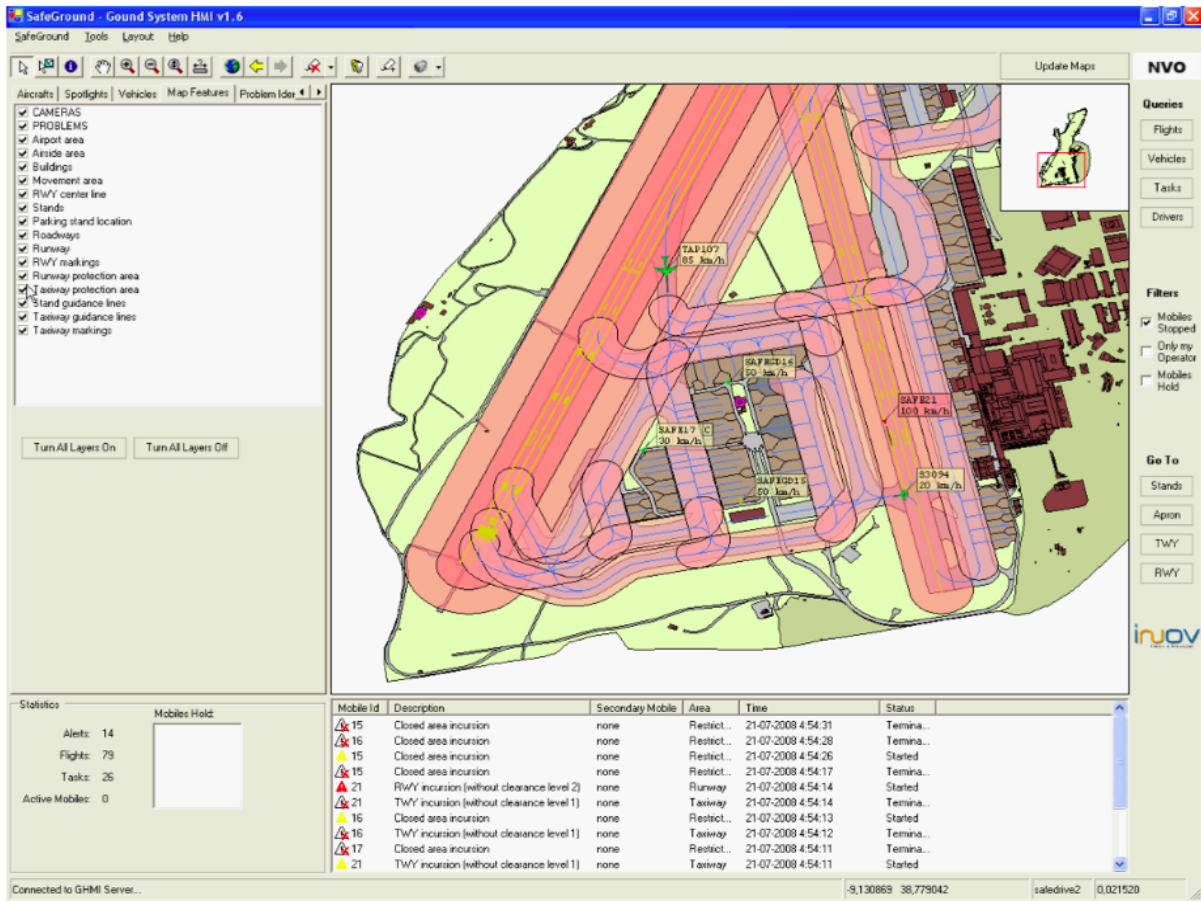 SafeGround - Gound System HMI v1.6
SafeGround Tools Layout Help
Update Maps
NVO
Aircrafts Spotlights Vehicles Map Features Problem Ider
CAMERAS
PROBLEMS
Airport area
Airside area
Buildings
Movement area
RWY center line
Stands
Parking stand location
Roadways
Runway
RWY markings
Runway protection area
Taxiway protection area
Stand guidance lines
Taxiway guidance lines
Taxiway markings
Turn All Layers On Turn All Layers Off
TAP107
85 km/h
SAFEGD16
50 km/h
SAFE21
100 km/h
SAFE17 C
30 km/h
SAFEGD15
50 km/h
S3094
20 km/h
Queries
Flights
Vehicles
Tasks
Drivers
Filters
Mobiles
Stopped
Only my
Operator
Mobiles
Hold
Go To
Stands
Apron
TWY
RWY
inov
Statistics
Mobiles Hold:
Alerts: 14
Flights: 79
Tasks: 26
Active Mobiles: 0
Mobile Id Description Secondary Mobile Area Time Status
15 Closed area incursion none Restrict... 21-07-2008 4:54:31 Termina...
16 Closed area incursion none Restrict... 21-07-2008 4:54:28 Termina...
15 Closed area incursion none Restrict... 21-07-2008 4:54:26 Started
15 Closed area incursion none Restrict... 21-07-2008 4:54:17 Termina...
21 RWY incursion (without clearance level 2) none Runway 21-07-2008 4:54:14 Started
21 TWY incursion (without clearance level 1) none Taxiway 21-07-2008 4:54:14 Termina...
16 Closed area incursion none Restrict... 21-07-2008 4:54:13 Started
16 TWY incursion (without clearance level 1) none Taxiway 21-07-2008 4:54:12 Termina...
17 Closed area incursion none Restrict... 21-07-2008 4:54:11 Termina...
21 TWY incursion (without clearance level 1) none Taxiway 21-07-2008 4:54:11 Started
Connected to GHMI Server... -9,130869 38,779042 safedrive2 0,021520